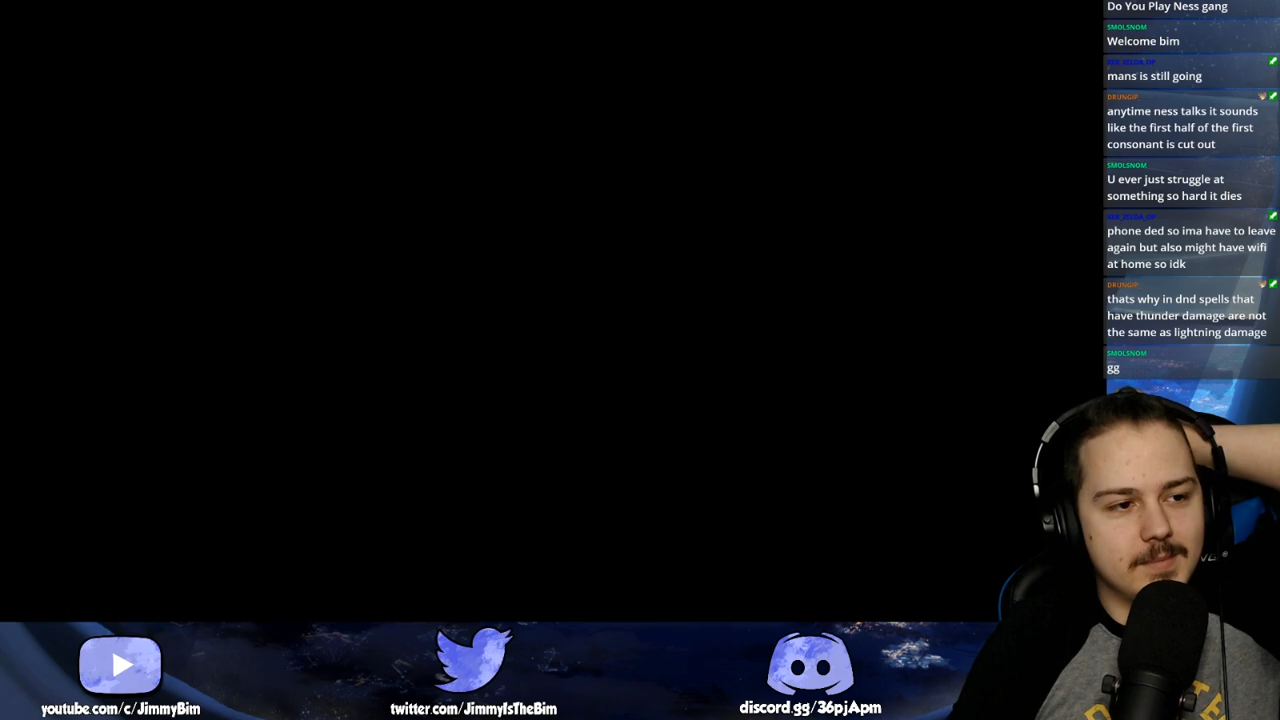 Do You Play Ness gang
SMOLSNOM
Welcome bim
mans is still going
DRUNGIP
anytime ness talks it sounds
like the first half of the first
consonant is cut out
SMOLSNOM
U ever just struggle at
something so hard it dies
phone ded so ima have to leave
again but also might have wifi
at home so idk
DRUNGIP
thats why in dnd spells that
have thunder damage are not
the same as lightning damage
SMOLSNOM
gg
youtube.com/c/JimmyBim
twitter.com/JimmyIsTheBim
discord.gg/36pjApm